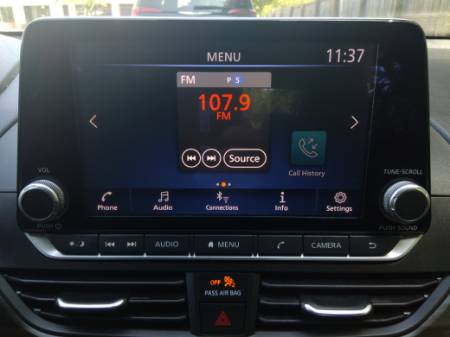 MENU 11:37
FM P 5
107.9
FM
Source
Call History
VOL
TUNE·SCROLL
Phone Audio Connections Info Settings
PUSH
PUSH SOUND
AUDIO MENU CAMERA
OFF
PASS AIR BAG